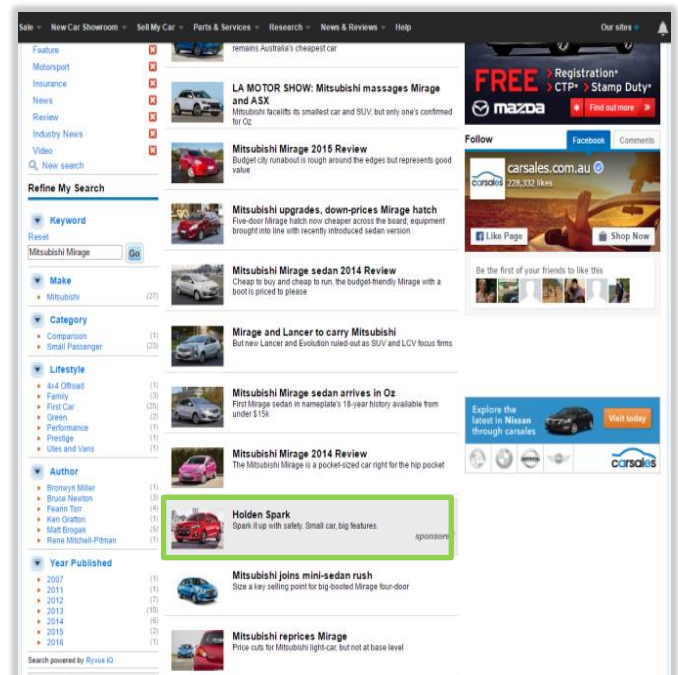 Sale New Car Showroom Sell My Car Parts & Services Research News & Reviews Help Our sites +
Feature
Motorsport
Insurance
News
Review
Industry News
Video
New search
Refine My Search
Keyword
Reset
Mitsubishi Mirage Go
Make
Mitsubishi (27)
Category
Comparison (1)
Small Passenger (23)
Lifestyle
4x4 Offroad (1)
Family (3)
First Car (25)
Green (2)
Performance (1)
Prestige (1)
Utes and Vans (1)
Author
Bronwyn Miller (1)
Bruce Newton (3)
Feann Torr (4)
Ken Gratton (1)
Matt Brogan (5)
Rene Mitchell-Pitman (1)
Year Published
2007 (1)
2011 (1)
2012 (7)
2013 (10)
2014 (6)
2015 (2)
2016 (1)
Search powered by Ryvus iQ
remains Australia's cheapest car
LA MOTOR SHOW: Mitsubishi massages Mirage
and ASX
Mitsubishi facelifts its smallest car and SUV, but only one's confirmed
for Oz
Mitsubishi Mirage 2015 Review
Budget city runabout is rough around the edges but represents good
value
Mitsubishi upgrades, down-prices Mirage hatch
Five-door Mirage hatch now cheaper across the board; equipment
brought into line with recently introduced sedan version
Mitsubishi Mirage sedan 2014 Review
Cheap to buy and cheap to run, the budget-friendly Mirage with a
boot is priced to please
Mirage and Lancer to carry Mitsubishi
But new Lancer and Evolution ruled-out as SUV and LCV focus firms
Mitsubishi Mirage sedan arrives in Oz
First Mirage sedan in nameplate's 18-year history available from
under $15k
Mitsubishi Mirage 2014 Review
The Mitsubishi Mirage is a pocket-sized car right for the hip pocket
Holden Spark
Spark it up with safety. Small car, big features.
sponsored
Mitsubishi joins mini-sedan rush
Size a key selling point for big-booted Mirage four-door
Mitsubishi reprices Mirage
Price cuts for Mitsubishi light-car, but not at base level
FREE > Registration*
> CTP* > Stamp Duty*
mazda Find out more »
Follow Facebook Comments
carsales.com.au
carsales 228,332 likes
Like Page Shop Now
Be the first of your friends to like this
Explore the
latest in Nissan
through carsales
Visit today
carsales